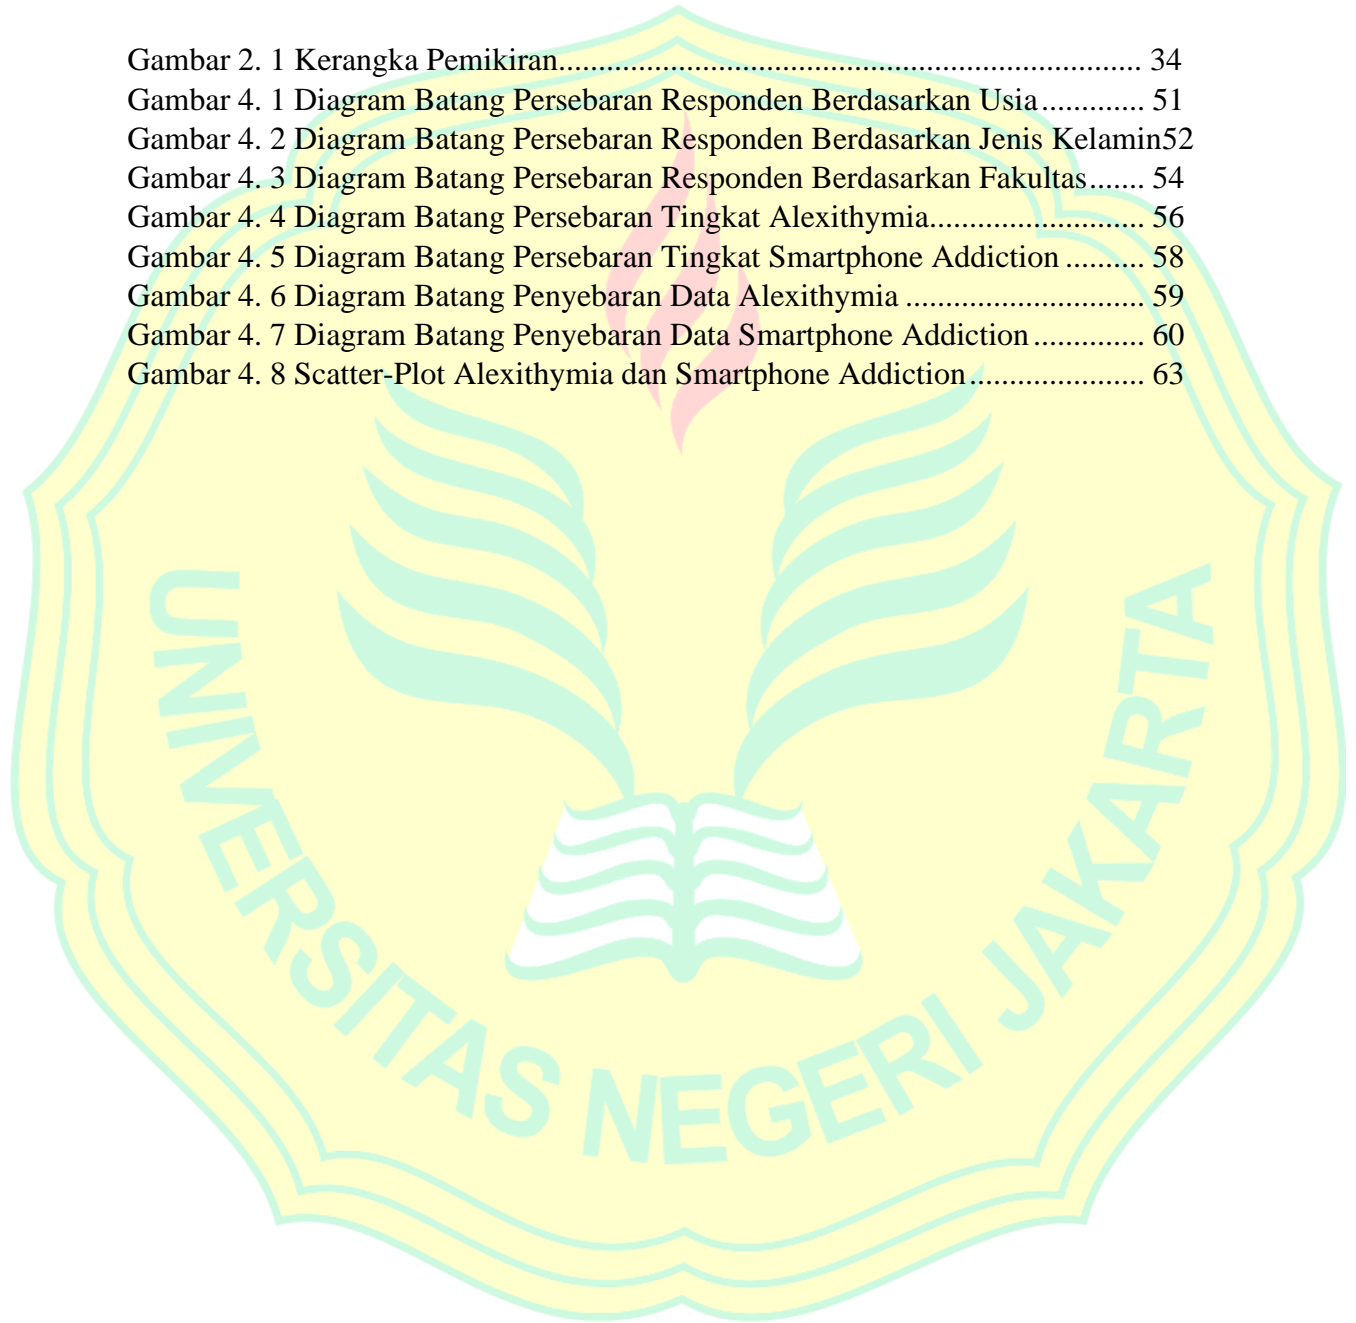 Gambar 2. 1 Kerangka Pemikiran...................................................................... 34
Gambar 4. 1 Diagram Batang Persebaran Responden Berdasarkan Usia............. 51
Gambar 4. 2 Diagram Batang Persebaran Responden Berdasarkan Jenis Kelamin52
Gambar 4. 3 Diagram Batang Persebaran Responden Berdasarkan Fakultas....... 54
Gambar 4. 4 Diagram Batang Persebaran Tingkat Alexithymia.......................... 56
Gambar 4. 5 Diagram Batang Persebaran Tingkat Smartphone Addiction .......... 58
Gambar 4. 6 Diagram Batang Penyebaran Data Alexithymia ............................. 59
Gambar 4. 7 Diagram Batang Penyebaran Data Smartphone Addiction.............. 60
Gambar 4. 8 Scatter-Plot Alexithymia dan Smartphone Addiction..................... 63
UNIVERSITAS NEGERI JAKARTA